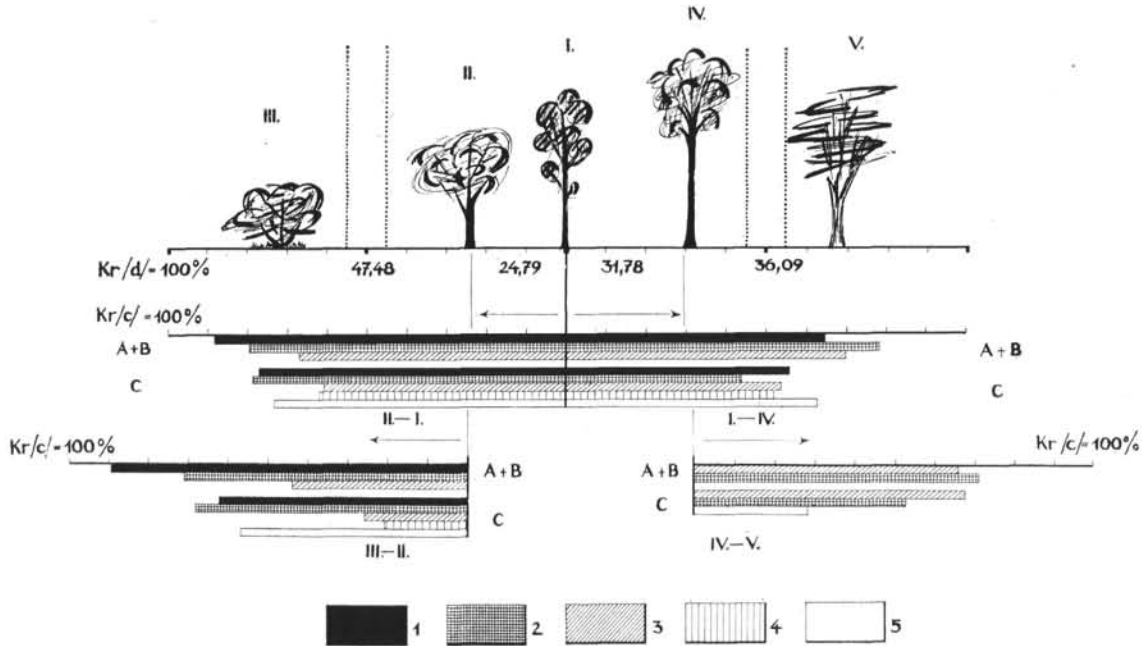 IV.
I. V.
II.
III.
Kr/d/=100% 47,48 24,79 31,78 36,09
Kr/c/=100%
A+B A+B
C C
II.—I. I.—IV.
Kr/c/=100% Kr/c/=100%
A+B A+B
C C
III.—II. IV.—V.
1 2 3 4 5